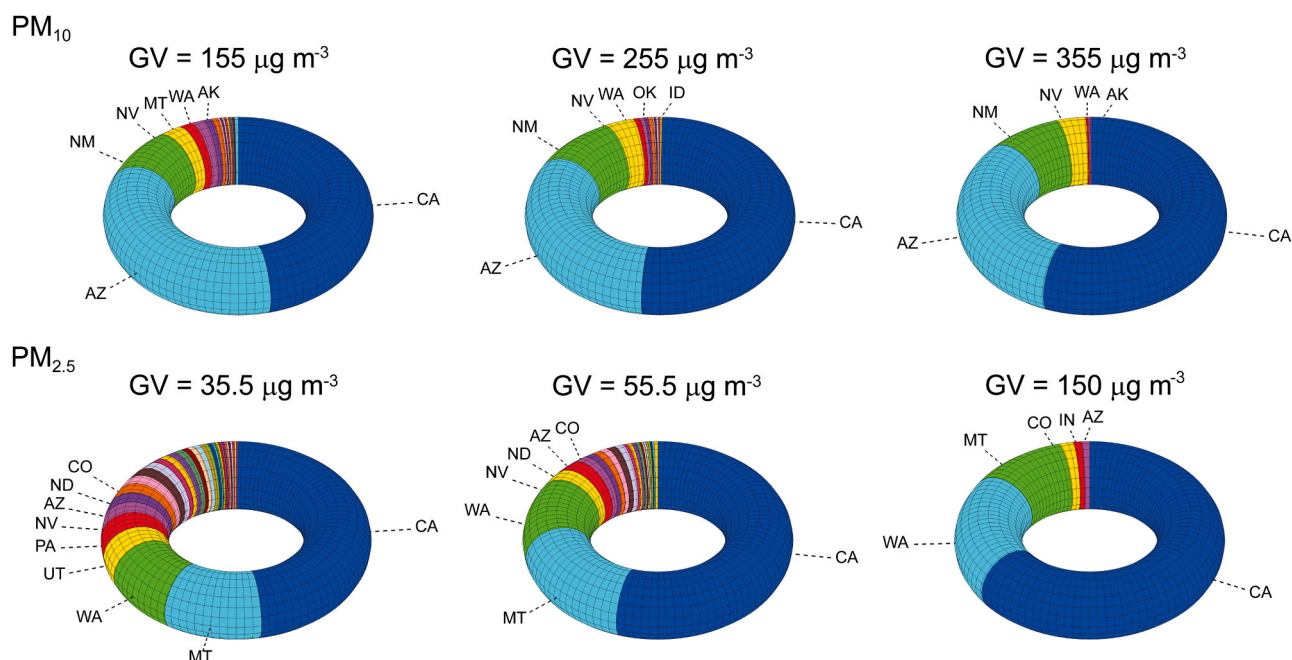 PM₁₀
GV = 155 μg m⁻³
GV = 255 μg m⁻³
GV = 355 μg m⁻³
NM
NV
MT
WA
AK
CA
AZ
NM
NV
WA
OK
ID
CA
AZ
NM
NV
WA
AK
CA
AZ
PM₂.₅
GV = 35.5 μg m⁻³
GV = 55.5 μg m⁻³
GV = 150 μg m⁻³
CO
ND
AZ
NV
PA
UT
WA
MT
CA
CO
AZ
ND
NV
WA
MT
CA
MT
CO
IN
AZ
WA
CA